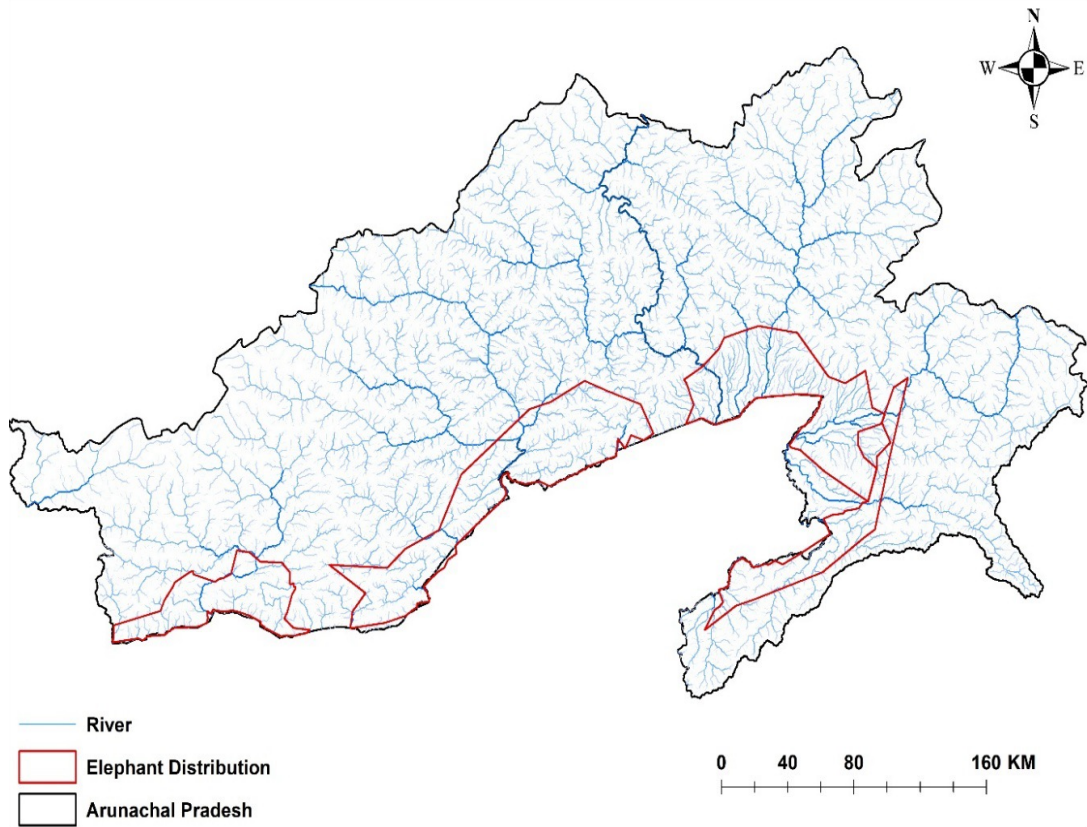 N
W E
S
River
Elephant Distribution
Arunachal Pradesh
0 40 80 160 KM